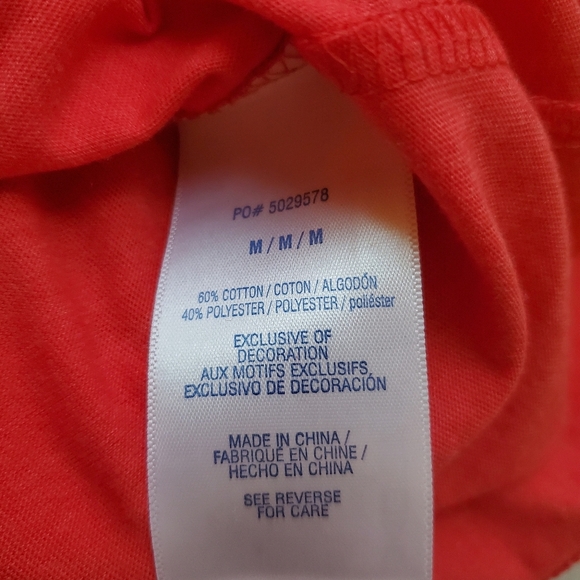 PO# 5029578
M / M / M
60% COTTON / COTON / ALGODÓN
40% POLYESTER / POLYESTER / poliéster
EXCLUSIVE OF
DECORATION
AUX MOTIFS EXCLUSIFS,
EXCLUSIVO DE DECORACIÓN
MADE IN CHINA /
FABRIQUÉ EN CHINE /
HECHO EN CHINA
SEE REVERSE
FOR CARE